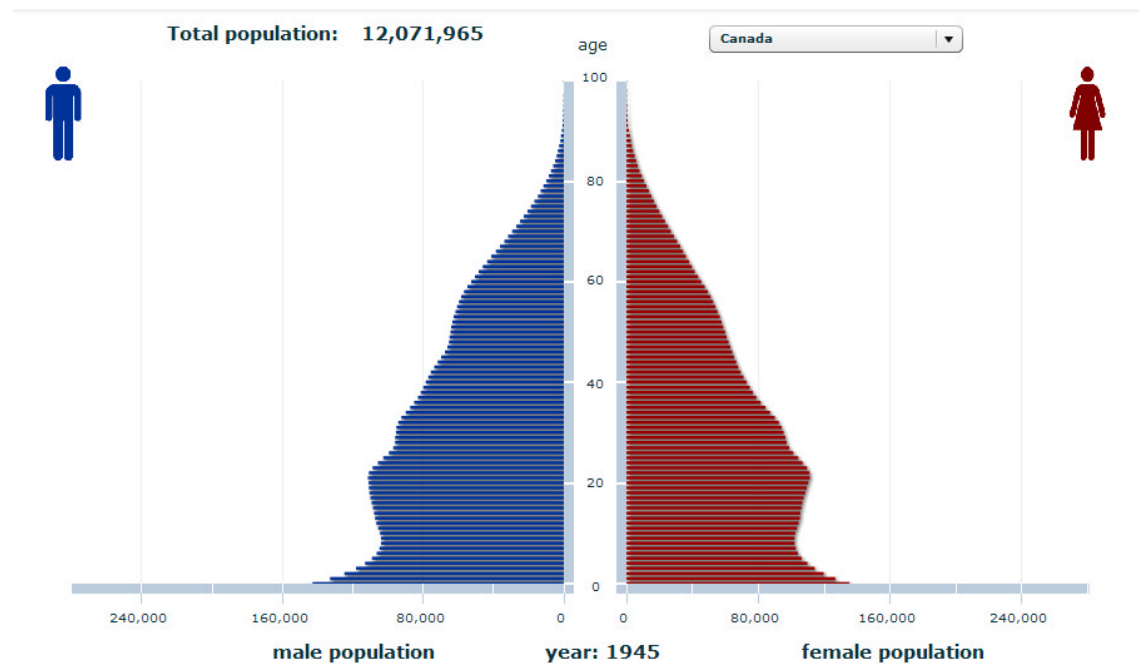 Total population: 12,071,965
Canada
age
100
80
60
40
20
0
240,000 160,000 80,000 0 0 80,000 160,000 240,000
male population year: 1945 female population